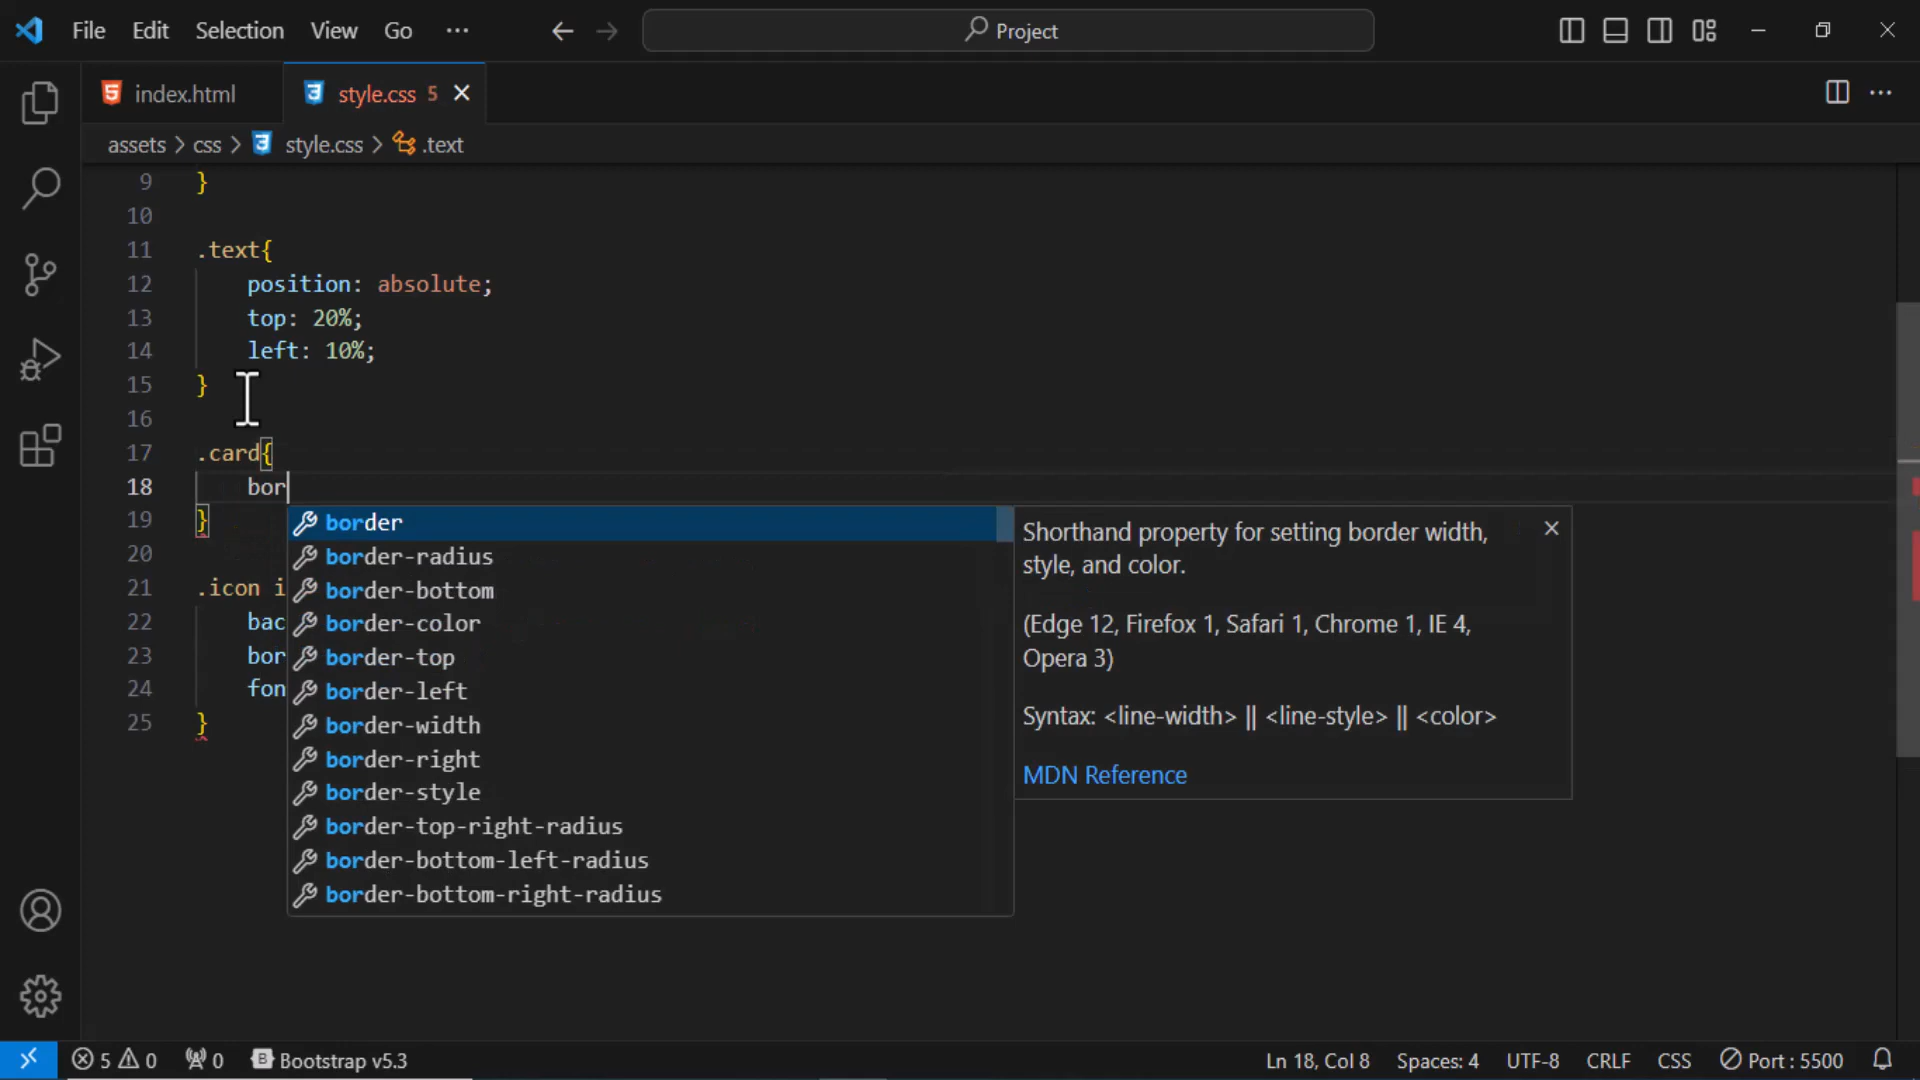 File Edit Selection View Go ··· Project
index.html style.css 5
assets > css > style.css > .text
9 }
10
11 .text{
12 position: absolute;
13 top: 20%;
14 left: 10%;
15 }
16
17 .card{
18 bor
19 }
20
21 .icon i
22 bac
23 bor
24 fon
25 }
border
border-radius
border-bottom
border-color
border-top
border-left
border-width
border-right
border-style
border-top-right-radius
border-bottom-left-radius
border-bottom-right-radius
Shorthand property for setting border width,
style, and color.
(Edge 12, Firefox 1, Safari 1, Chrome 1, IE 4,
Opera 3)
Syntax: <line-width> || <line-style> || <color>
MDN Reference
5 0 0 Bootstrap v5.3 Ln 18, Col 8 Spaces: 4 UTF-8 CRLF CSS Port : 5500